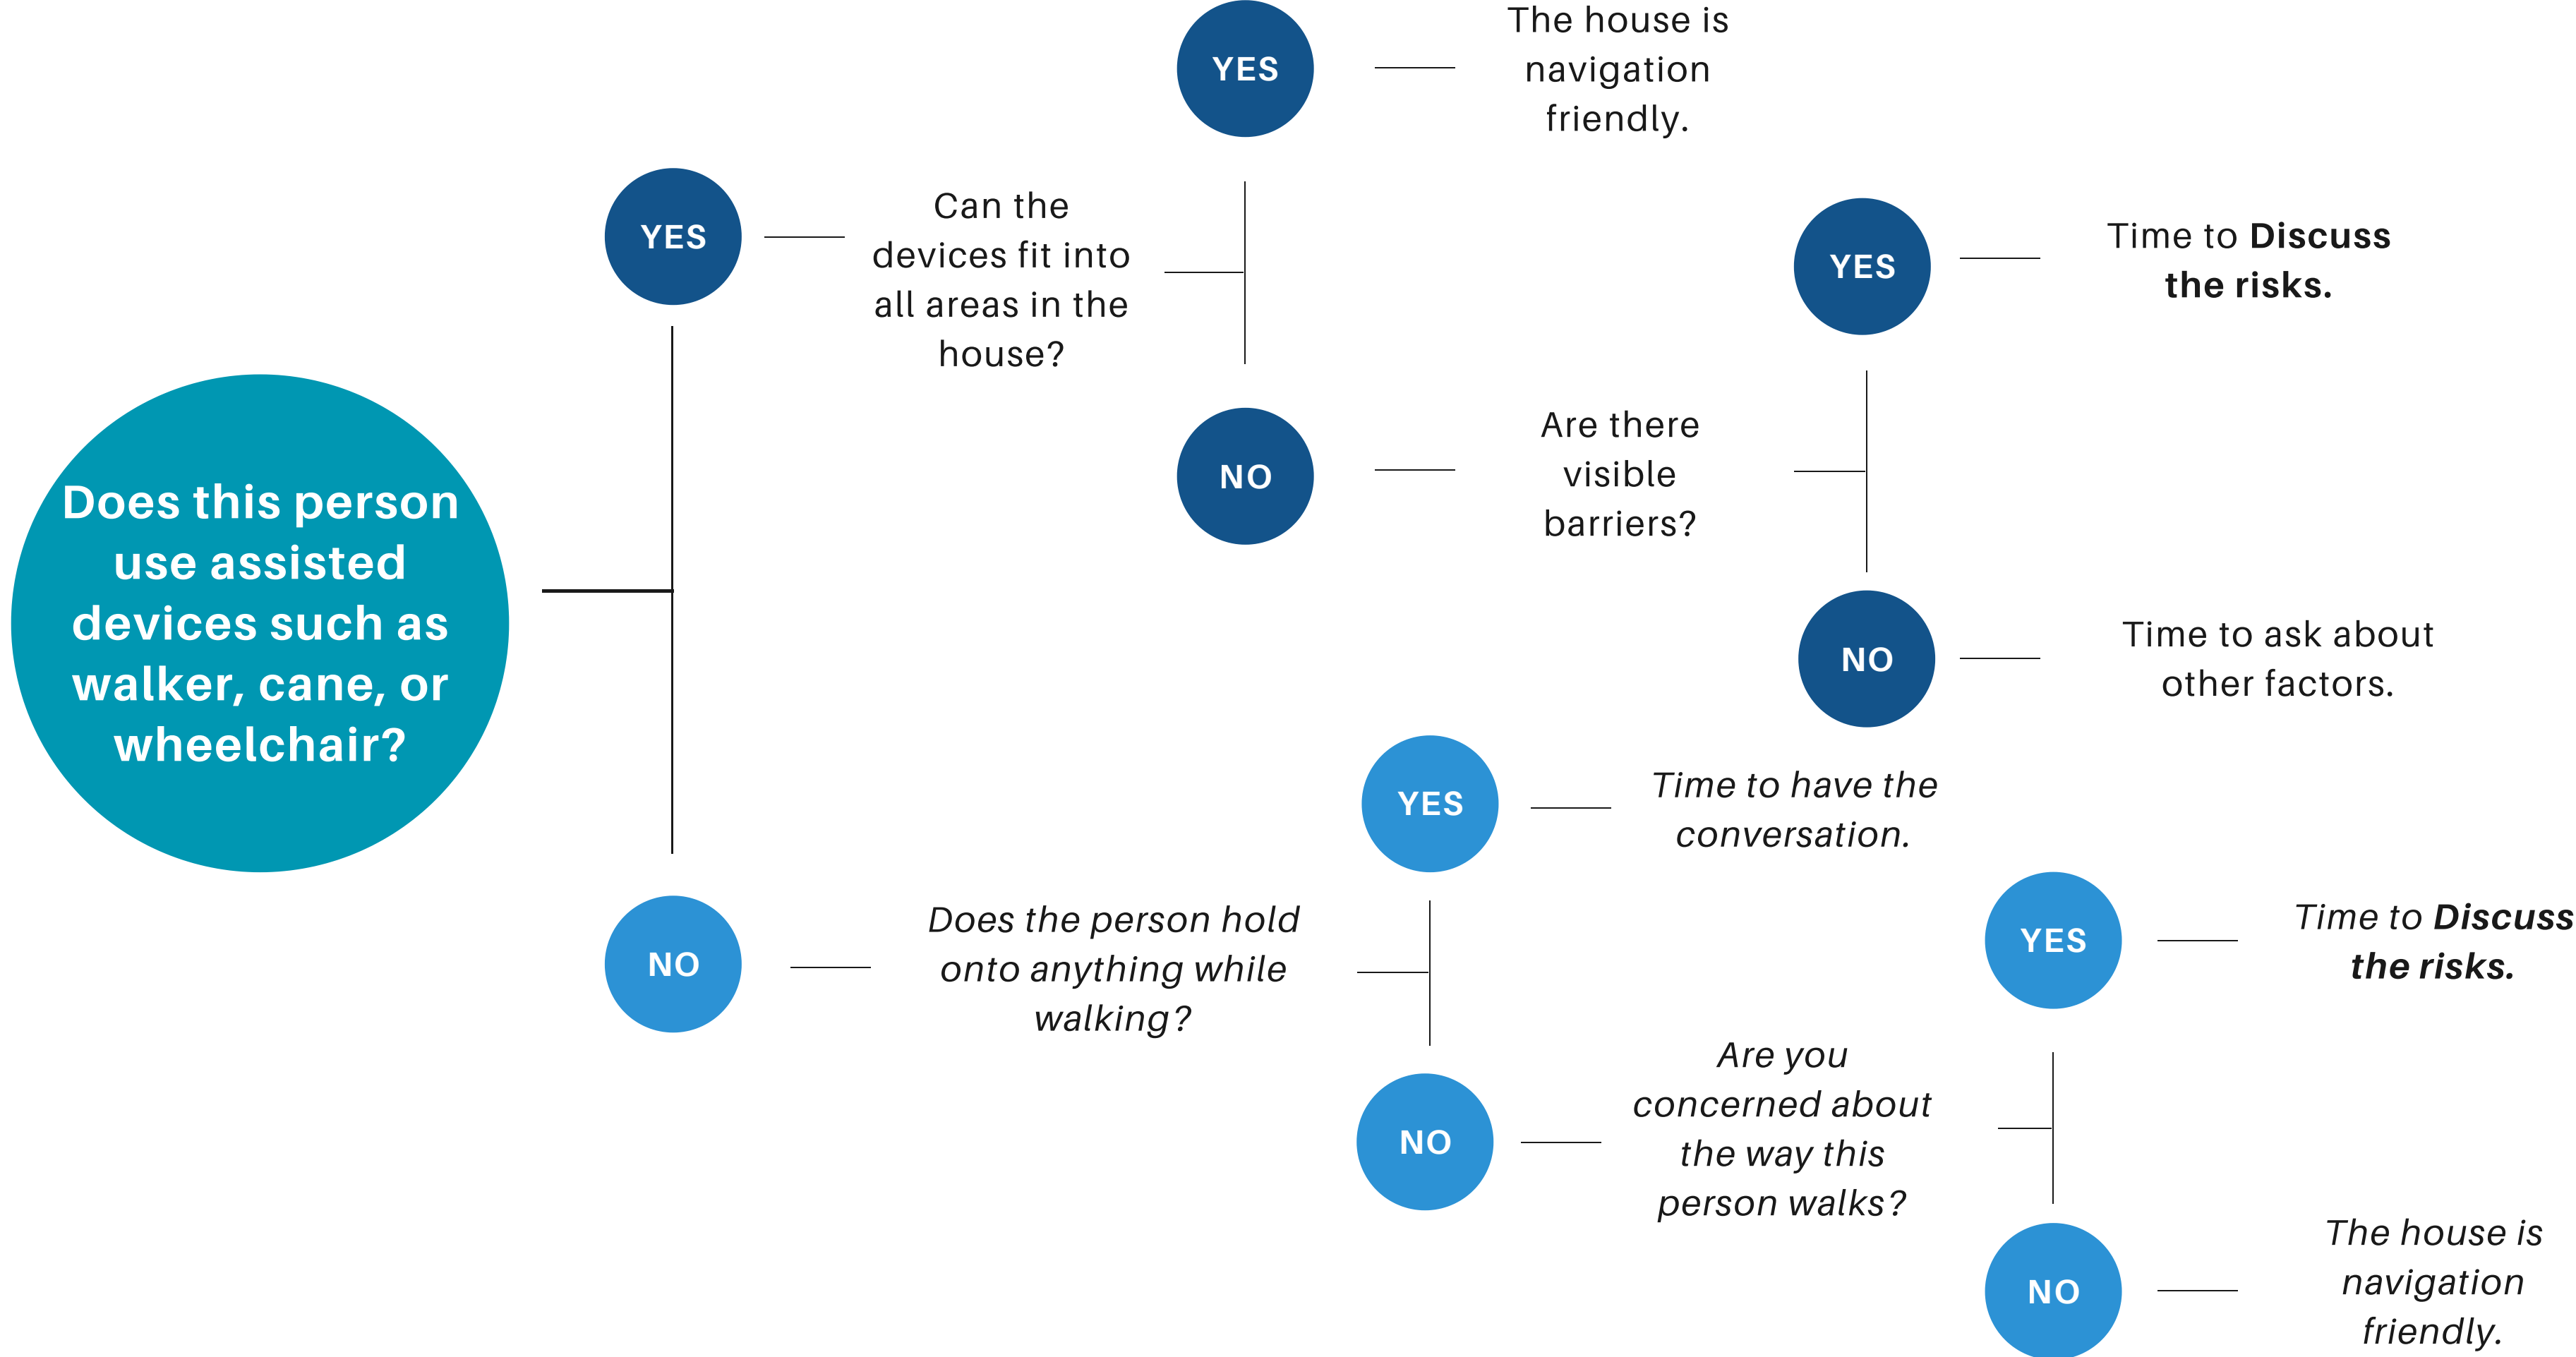 Does this person
use assisted
devices such as
walker, cane, or
wheelchair?
YES
Can the
devices fit into
all areas in the
house?
YES
The house is
navigation
friendly.
NO
Are there
visible
barriers?
YES
Time to Discuss
the risks.
NO
Time to ask about
other factors.
NO
Does the person hold
onto anything while
walking?
YES
Time to have the
conversation.
NO
Are you
concerned about
the way this
person walks?
YES
Time to Discuss
the risks.
NO
The house is
navigation
friendly.